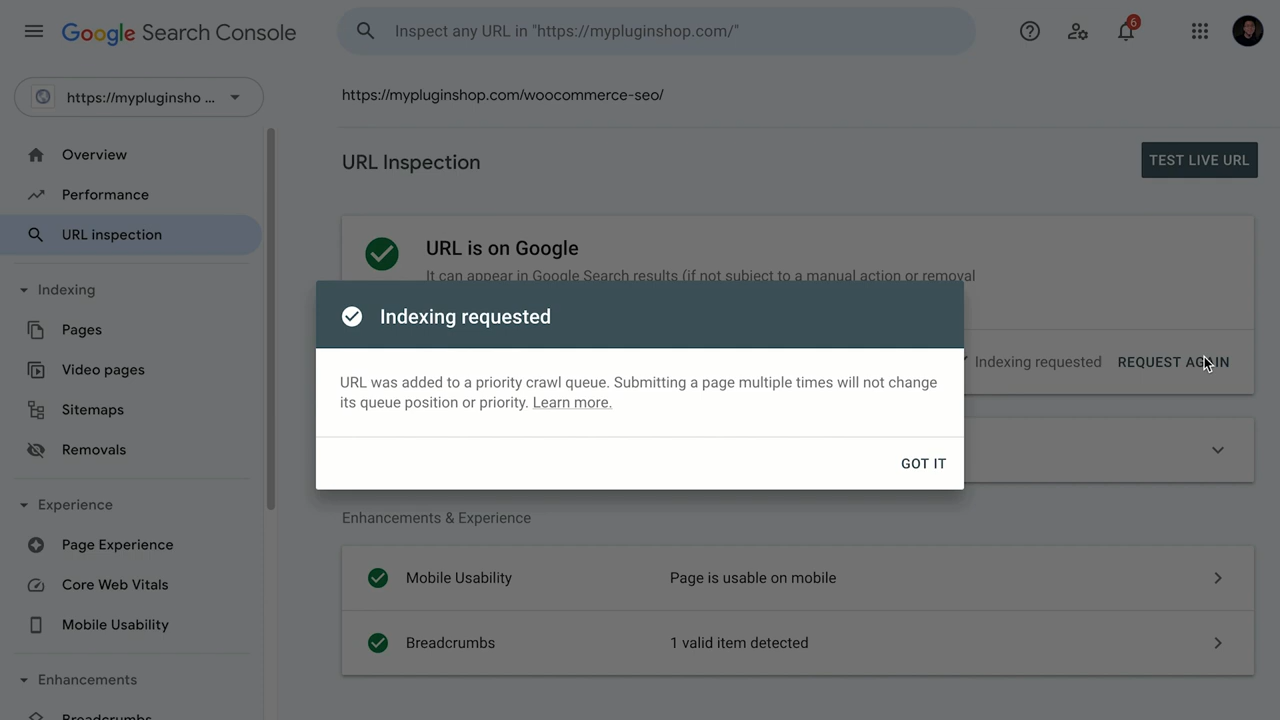 Google Search Console
Inspect any URL in "https://mypluginshop.com/"
6
https://mypluginsho ...
https://mypluginshop.com/woocommerce-seo/
Overview
Performance
URL inspection
Indexing
Pages
Video pages
Sitemaps
Removals
Experience
Page Experience
Core Web Vitals
Mobile Usability
Enhancements
Breadcrumbs
URL Inspection
TEST LIVE URL
URL is on Google
It can appear in Google Search results (if not subject to a manual action or removal
Indexing requested
REQUEST AGAIN
Indexing requested
URL was added to a priority crawl queue. Submitting a page multiple times will not change
its queue position or priority. Learn more.
GOT IT
Enhancements & Experience
Mobile Usability
Page is usable on mobile
Breadcrumbs
1 valid item detected